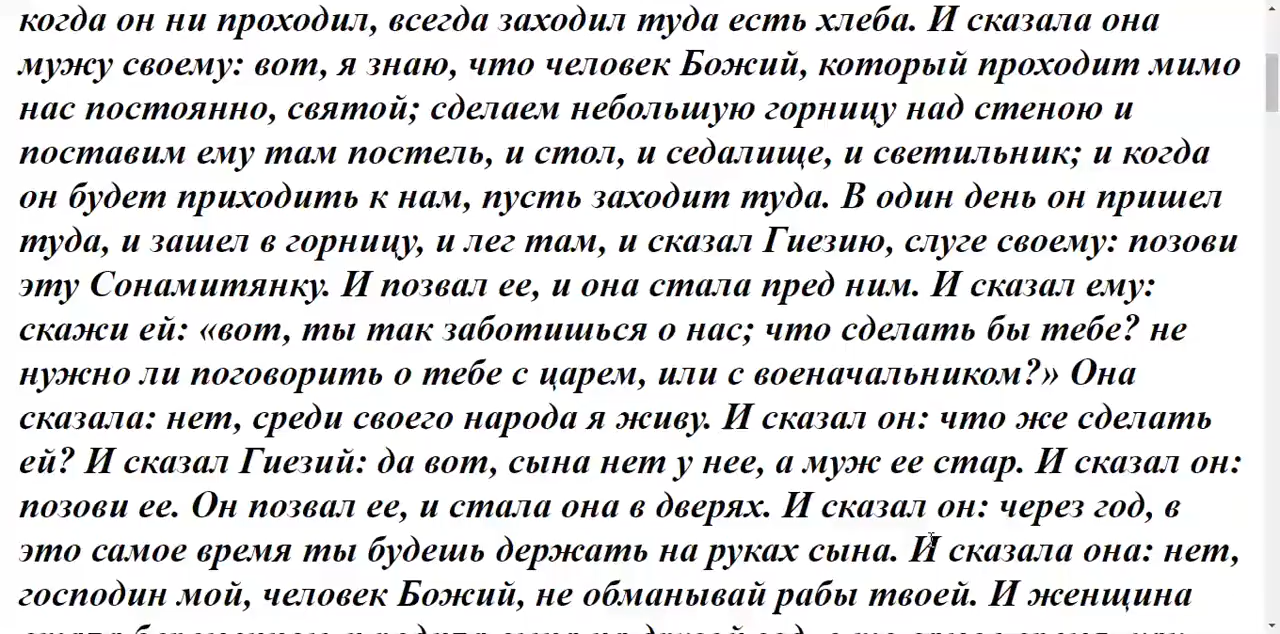 когда он ни проходил, всегда заходил туда есть хлеба. И сказала она
мужу своему: вот, я знаю, что человек Божий, который проходит мимо
нас постоянно, святой; сделаем небольшую горницу над стеною и
поставим ему там постель, и стол, и седалище, и светильник; и когда
он будет приходить к нам, пусть заходит туда. В один день он пришел
туда, и зашел в горницу, и лег там, и сказал Гиезию, слуге своему: позови
эту Сонамитянку. И позвал ее, и она стала пред ним. И сказал ему:
скажи ей: «вот, ты так заботишься о нас; что сделать бы тебе? не
нужно ли поговорить о тебе с царем, или с военачальником?» Она
сказала: нет, среди своего народа я живу. И сказал он: что же сделать
ей? И сказал Гиезий: да вот, сына нет у нее, а муж ее стар. И сказал он:
позови ее. Он позвал ее, и стала она в дверях. И сказал он: через год, в
это самое время ты будешь держать на руках сына. И сказала она: нет,
господин мой, человек Божий, не обманывай рабы твоей. И женщина